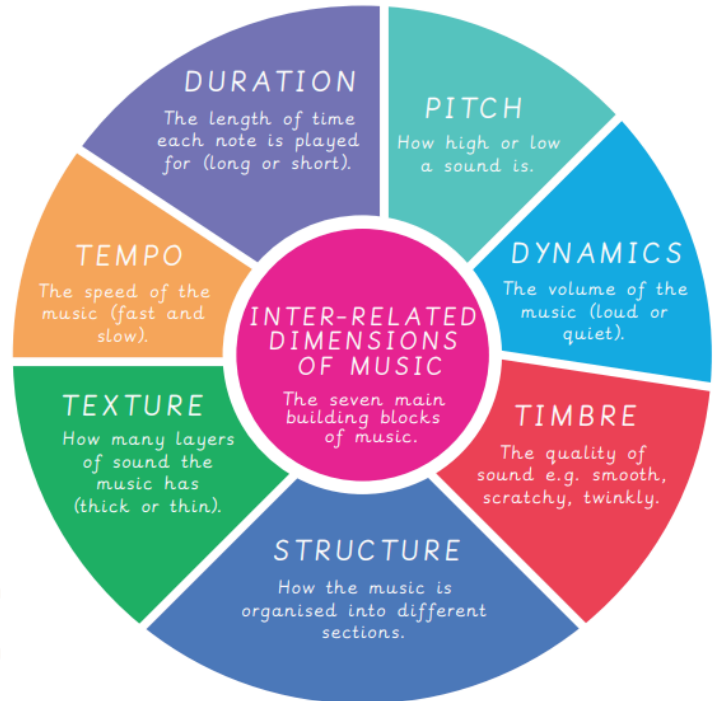 DURATION
The length of time
each note is played
for (long or short).
PITCH
How high or low
a sound is.
DYNAMICS
The volume of the
music (loud or
quiet).
TIMBRE
The quality of
sound e.g. smooth,
scratchy, twinkly.
STRUCTURE
How the music is
organised into different
sections.
TEXTURE
How many layers
of sound the
music has
(thick or thin).
TEMPO
The speed of the
music (fast and
slow).
INTER-RELATED
DIMENSIONS
OF MUSIC
The seven main
building blocks
of music.